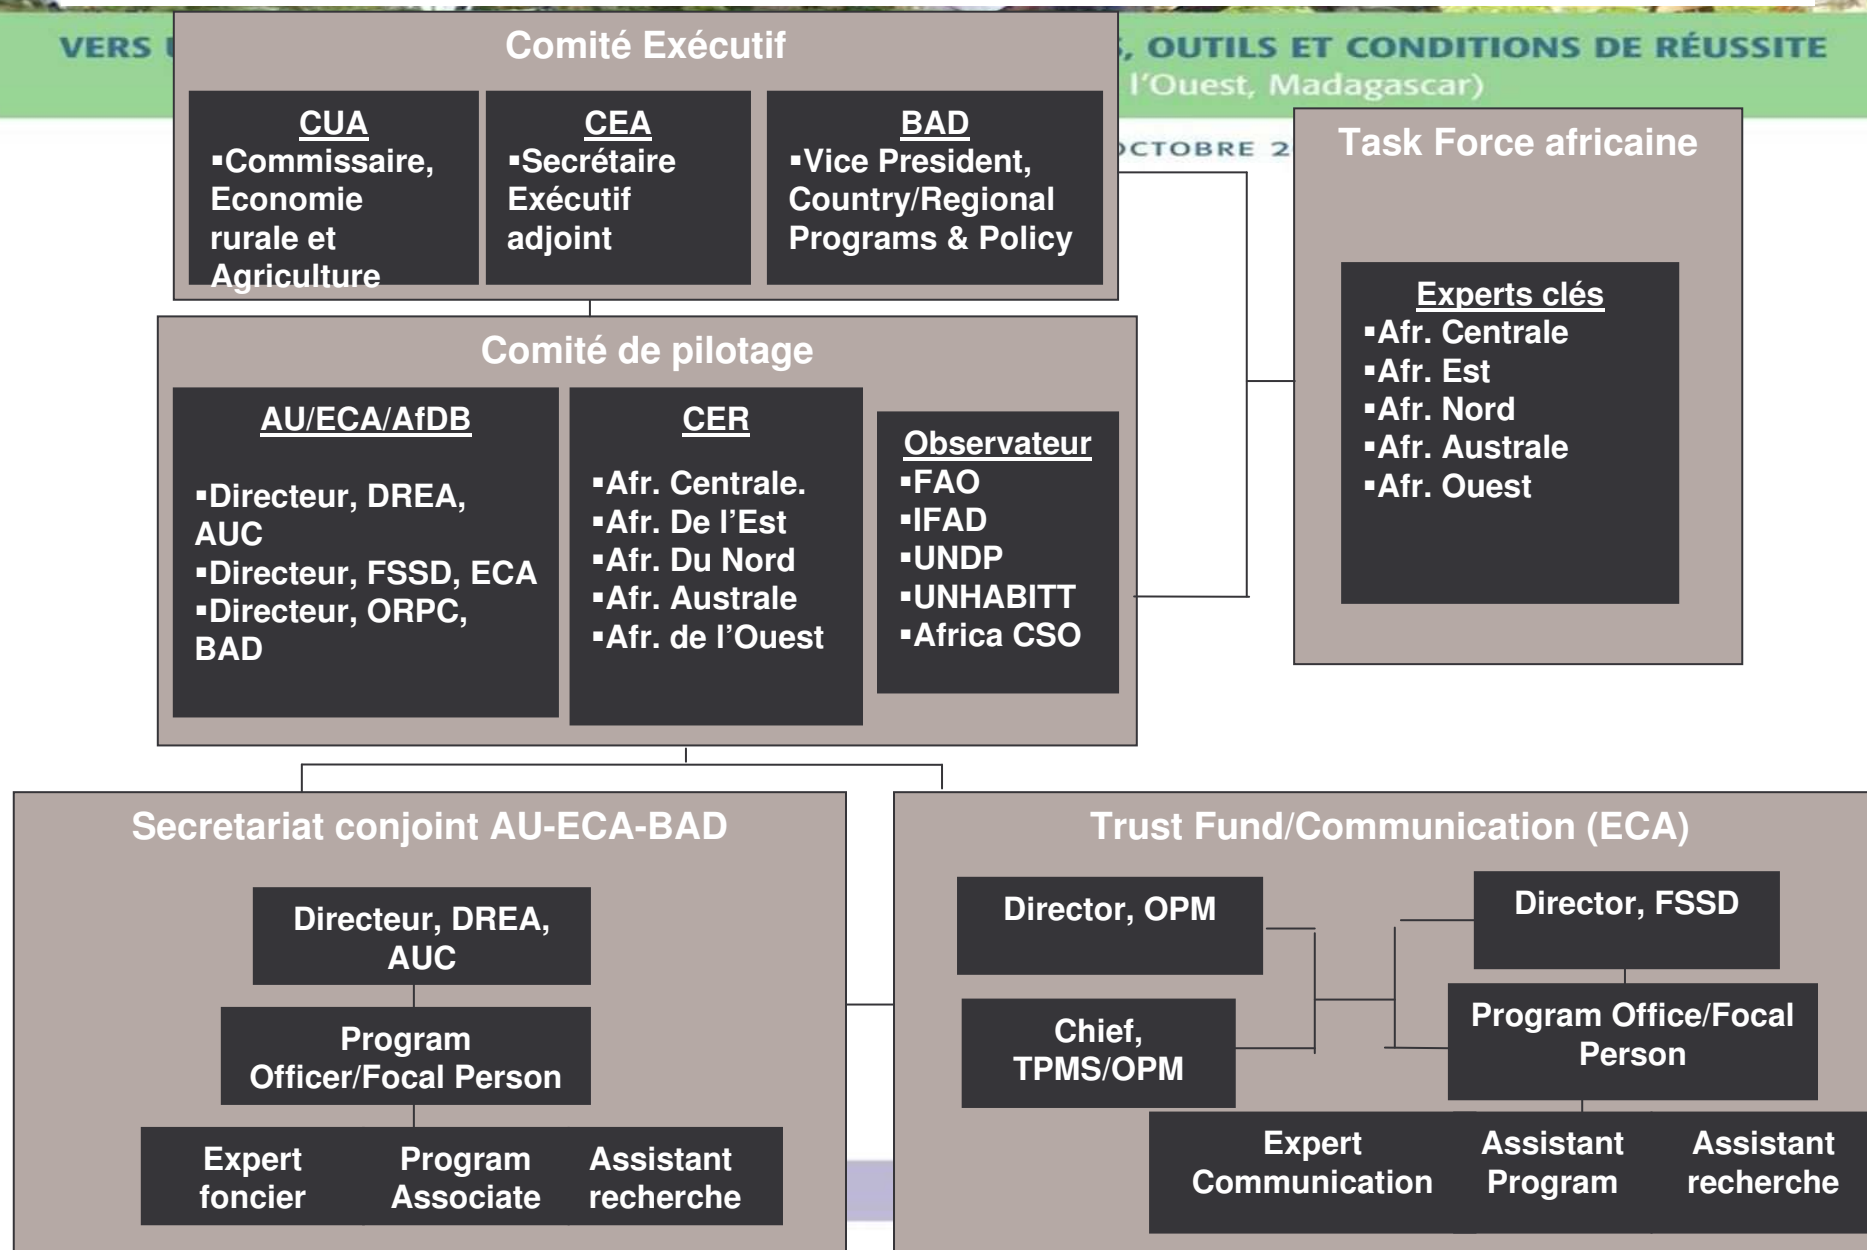 VERS
, OUTILS ET CONDITIONS DE RÉUSSITE
l'Ouest, Madagascar)
OCTOBRE 2
Comité Exécutif
CUA
▪Commissaire,
Economie
rurale et
Agriculture
CEA
▪Secrétaire
Exécutif
adjoint
BAD
▪Vice President,
Country/Regional
Programs & Policy
Task Force africaine
Experts clés
▪Afr. Centrale
▪Afr. Est
▪Afr. Nord
▪Afr. Australe
▪Afr. Ouest
Comité de pilotage
AU/ECA/AfDB
▪Directeur, DREA,
AUC
▪Directeur, FSSD, ECA
▪Directeur, ORPC,
BAD
CER
▪Afr. Centrale.
▪Afr. De l'Est
▪Afr. Du Nord
▪Afr. Australe
▪Afr. de l'Ouest
Observateur
▪FAO
▪IFAD
▪UNDP
▪UNHABITT
▪Africa CSO
Secretariat conjoint AU-ECA-BAD
Directeur, DREA,
AUC
Program
Officer/Focal Person
Expert
foncier
Program
Associate
Assistant
recherche
Trust Fund/Communication (ECA)
Director, OPM
Director, FSSD
Chief,
TPMS/OPM
Program Office/Focal
Person
Expert
Communication
Assistant
Program
Assistant
recherche